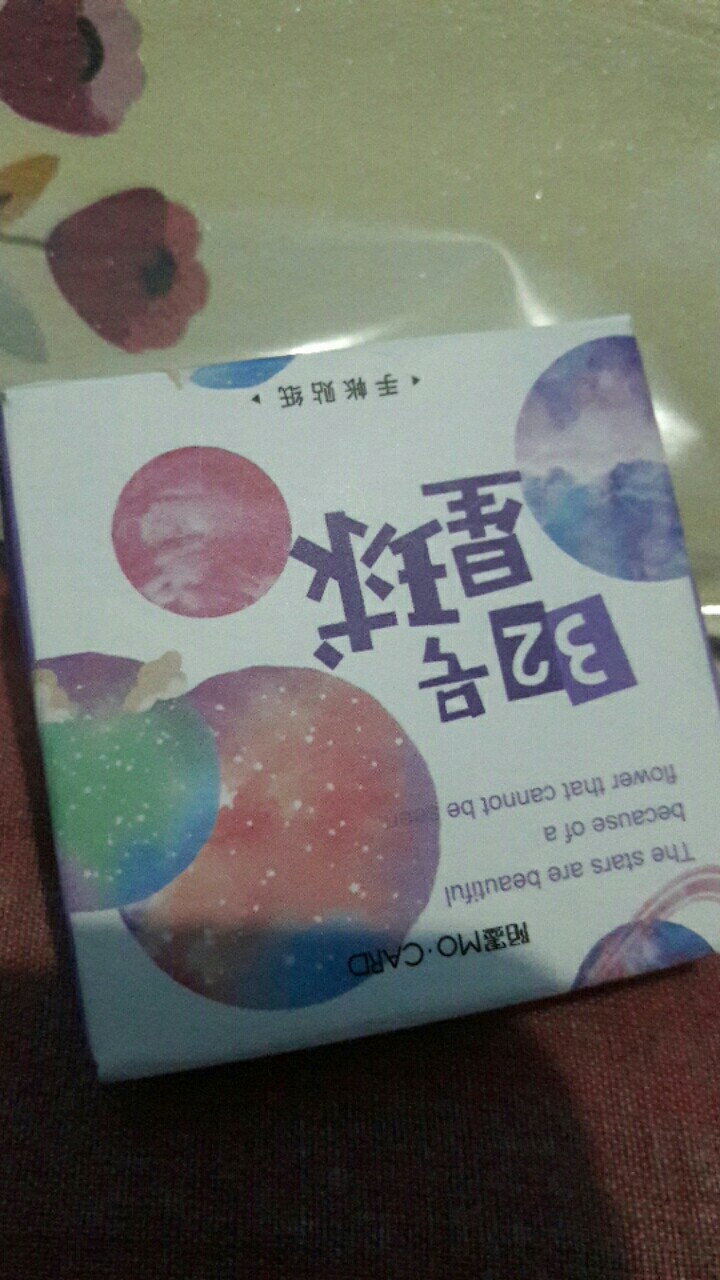 陌墨MO·CARD
The stars are beautiful
because of a
flower that cannot be seen
32号
星球
手帐贴纸